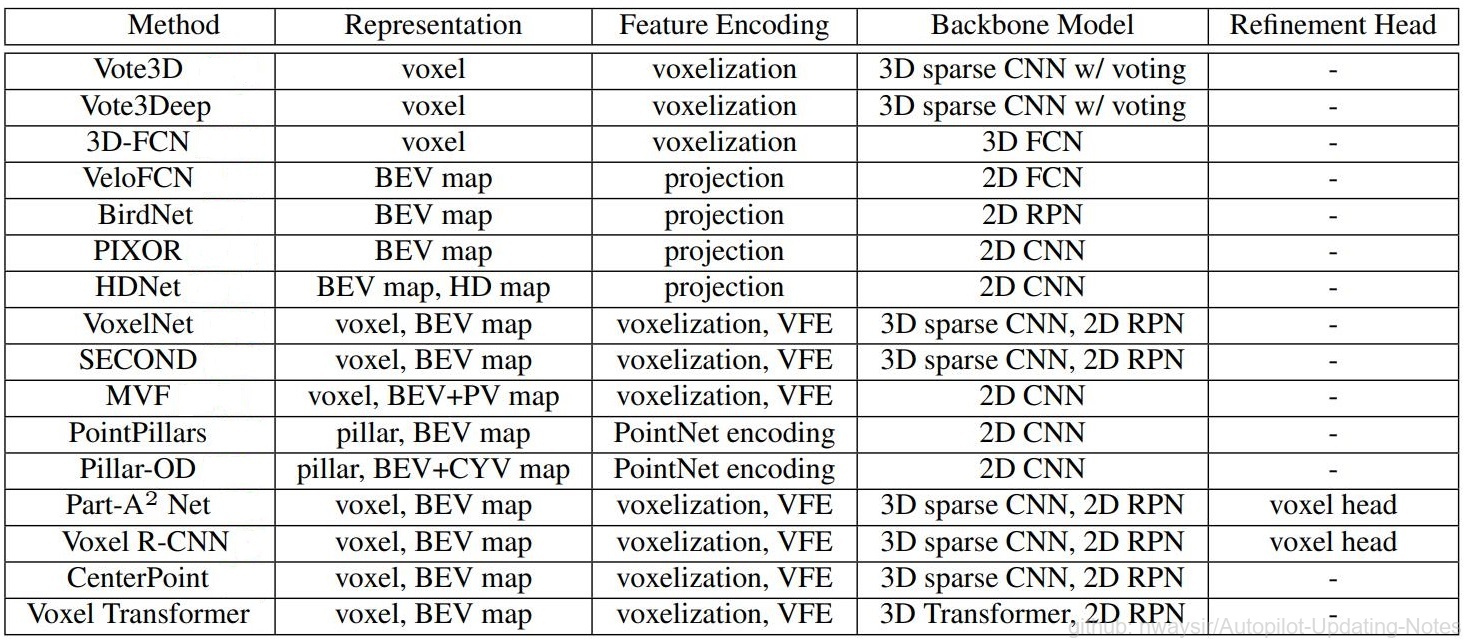 Method Representation Feature Encoding Backbone Model Refinement Head
Vote3D voxel voxelization 3D sparse CNN w/ voting -
Vote3Deep voxel voxelization 3D sparse CNN w/ voting -
3D-FCN voxel voxelization 3D FCN -
VeloFCN BEV map projection 2D FCN -
BirdNet BEV map projection 2D RPN -
PIXOR BEV map projection 2D CNN -
HDNet BEV map, HD map projection 2D CNN -
VoxelNet voxel, BEV map voxelization, VFE 3D sparse CNN, 2D RPN -
SECOND voxel, BEV map voxelization, VFE 3D sparse CNN, 2D RPN -
MVF voxel, BEV+PV map voxelization, VFE 2D CNN -
PointPillars pillar, BEV map PointNet encoding 2D CNN -
Pillar-OD pillar, BEV+CYV map PointNet encoding 2D CNN -
Part-A² Net voxel, BEV map voxelization, VFE 3D sparse CNN, 2D RPN voxel head
Voxel R-CNN voxel, BEV map voxelization, VFE 3D sparse CNN, 2D RPN voxel head
CenterPoint voxel, BEV map voxelization, VFE 3D sparse CNN, 2D RPN -
Voxel Transformer voxel, BEV map voxelization, VFE 3D Transformer, 2D RPN -
github: nwaysir/Autopilot-Updating-Notes